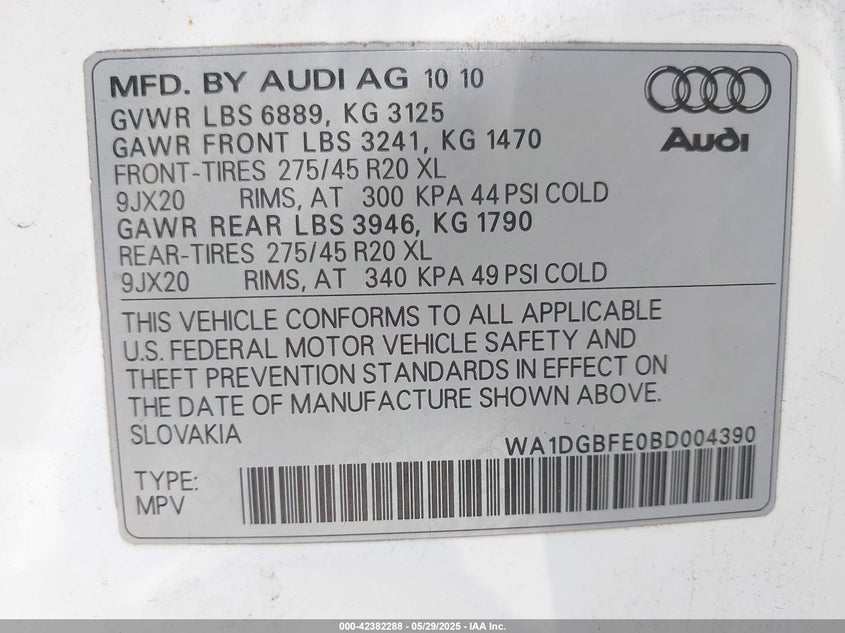 MFD. BY AUDI AG 10 10
GVWR LBS 6889, KG 3125
GAWR FRONT LBS 3241, KG 1470
FRONT-TIRES 275/45 R20 XL
9JX20 RIMS, AT 300 KPA 44 PSI COLD
GAWR REAR LBS 3946, KG 1790
REAR-TIRES 275/45 R20 XL
9JX20 RIMS, AT 340 KPA 49 PSI COLD
Audi
THIS VEHICLE CONFORMS TO ALL APPLICABLE
U.S. FEDERAL MOTOR VEHICLE SAFETY AND
THEFT PREVENTION STANDARDS IN EFFECT ON
THE DATE OF MANUFACTURE SHOWN ABOVE.
SLOVAKIA
WA1DGBFE0BD004390
TYPE:
MPV
000-42382288 - 05/29/2025 - IAA Inc.